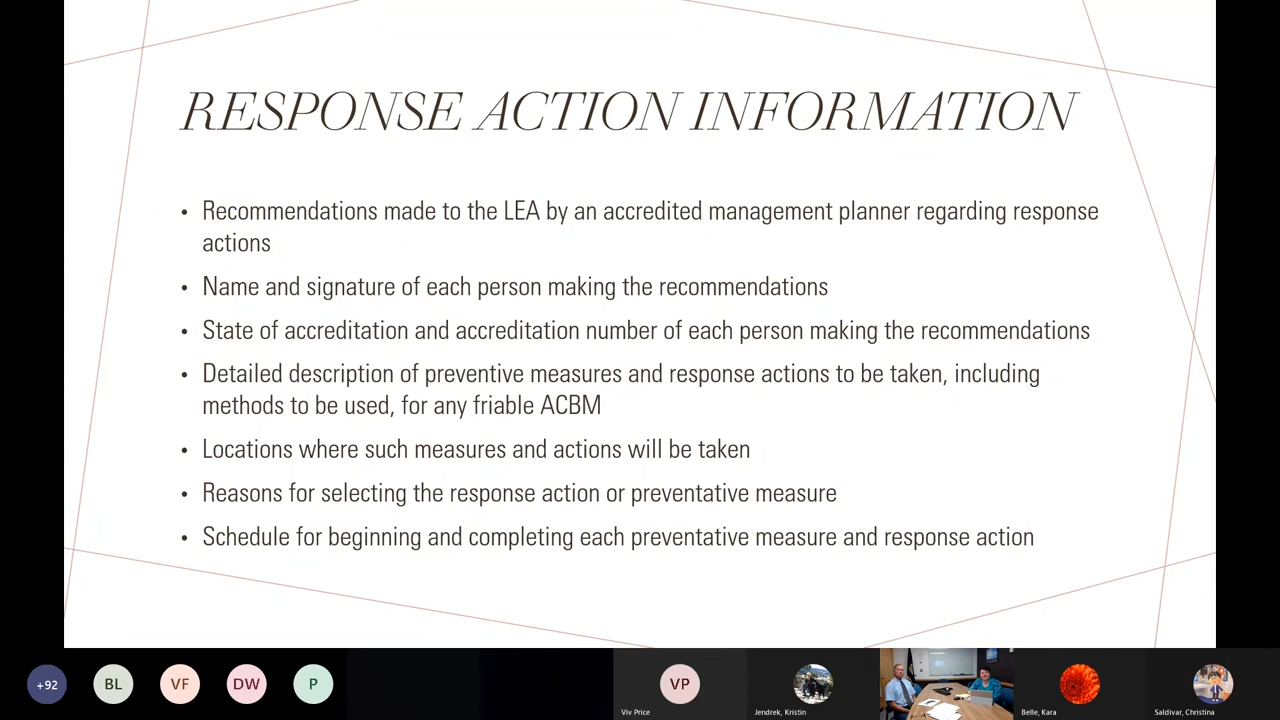 RESPONSE ACTION INFORMATION
• Recommendations made to the LEA by an accredited management planner regarding response
actions
• Name and signature of each person making the recommendations
• State of accreditation and accreditation number of each person making the recommendations
• Detailed description of preventive measures and response actions to be taken, including
methods to be used, for any friable ACBM
• Locations where such measures and actions will be taken
• Reasons for selecting the response action or preventative measure
• Schedule for beginning and completing each preventative measure and response action
+92 BL VF DW P VP
Viv Price Jendrek, Kristin Belle, Kara Saldivar, Christina